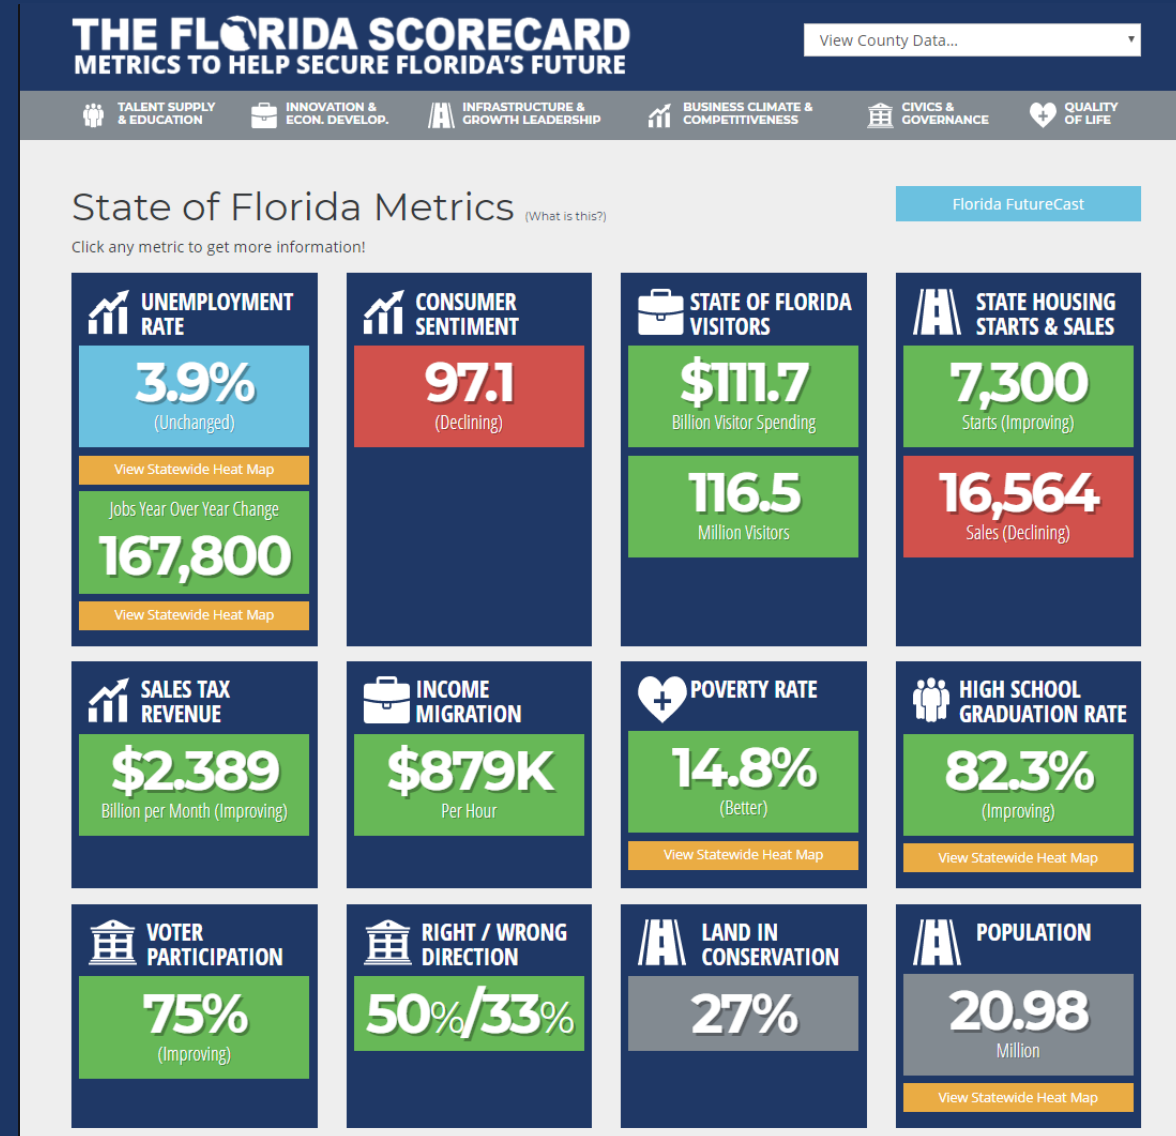 THE FLORIDA SCORECARD
METRICS TO HELP SECURE FLORIDA'S FUTURE
View County Data...
TALENT SUPPLY
& EDUCATION
INNOVATION &
ECON. DEVELOP.
INFRASTRUCTURE &
GROWTH LEADERSHIP
BUSINESS CLIMATE &
COMPETITIVENESS
CIVICS &
GOVERNANCE
QUALITY
OF LIFE
State of Florida Metrics (What is this?)
Florida FutureCast
Click any metric to get more information!
UNEMPLOYMENT
RATE
3.9%
(Unchanged)
View Statewide Heat Map
Jobs Year Over Year Change
167,800
View Statewide Heat Map
CONSUMER
SENTIMENT
97.1
(Declining)
STATE OF FLORIDA
VISITORS
$111.7
Billion Visitor Spending
116.5
Million Visitors
STATE HOUSING
STARTS & SALES
7,300
Starts (Improving)
16,564
Sales (Declining)
SALES TAX
REVENUE
$2.389
Billion per Month (Improving)
INCOME
MIGRATION
$879K
Per Hour
POVERTY RATE
14.8%
(Better)
View Statewide Heat Map
HIGH SCHOOL
GRADUATION RATE
82.3%
(Improving)
View Statewide Heat Map
VOTER
PARTICIPATION
75%
(Improving)
RIGHT / WRONG
DIRECTION
50%/33%
LAND IN
CONSERVATION
27%
POPULATION
20.98
Million
View Statewide Heat Map